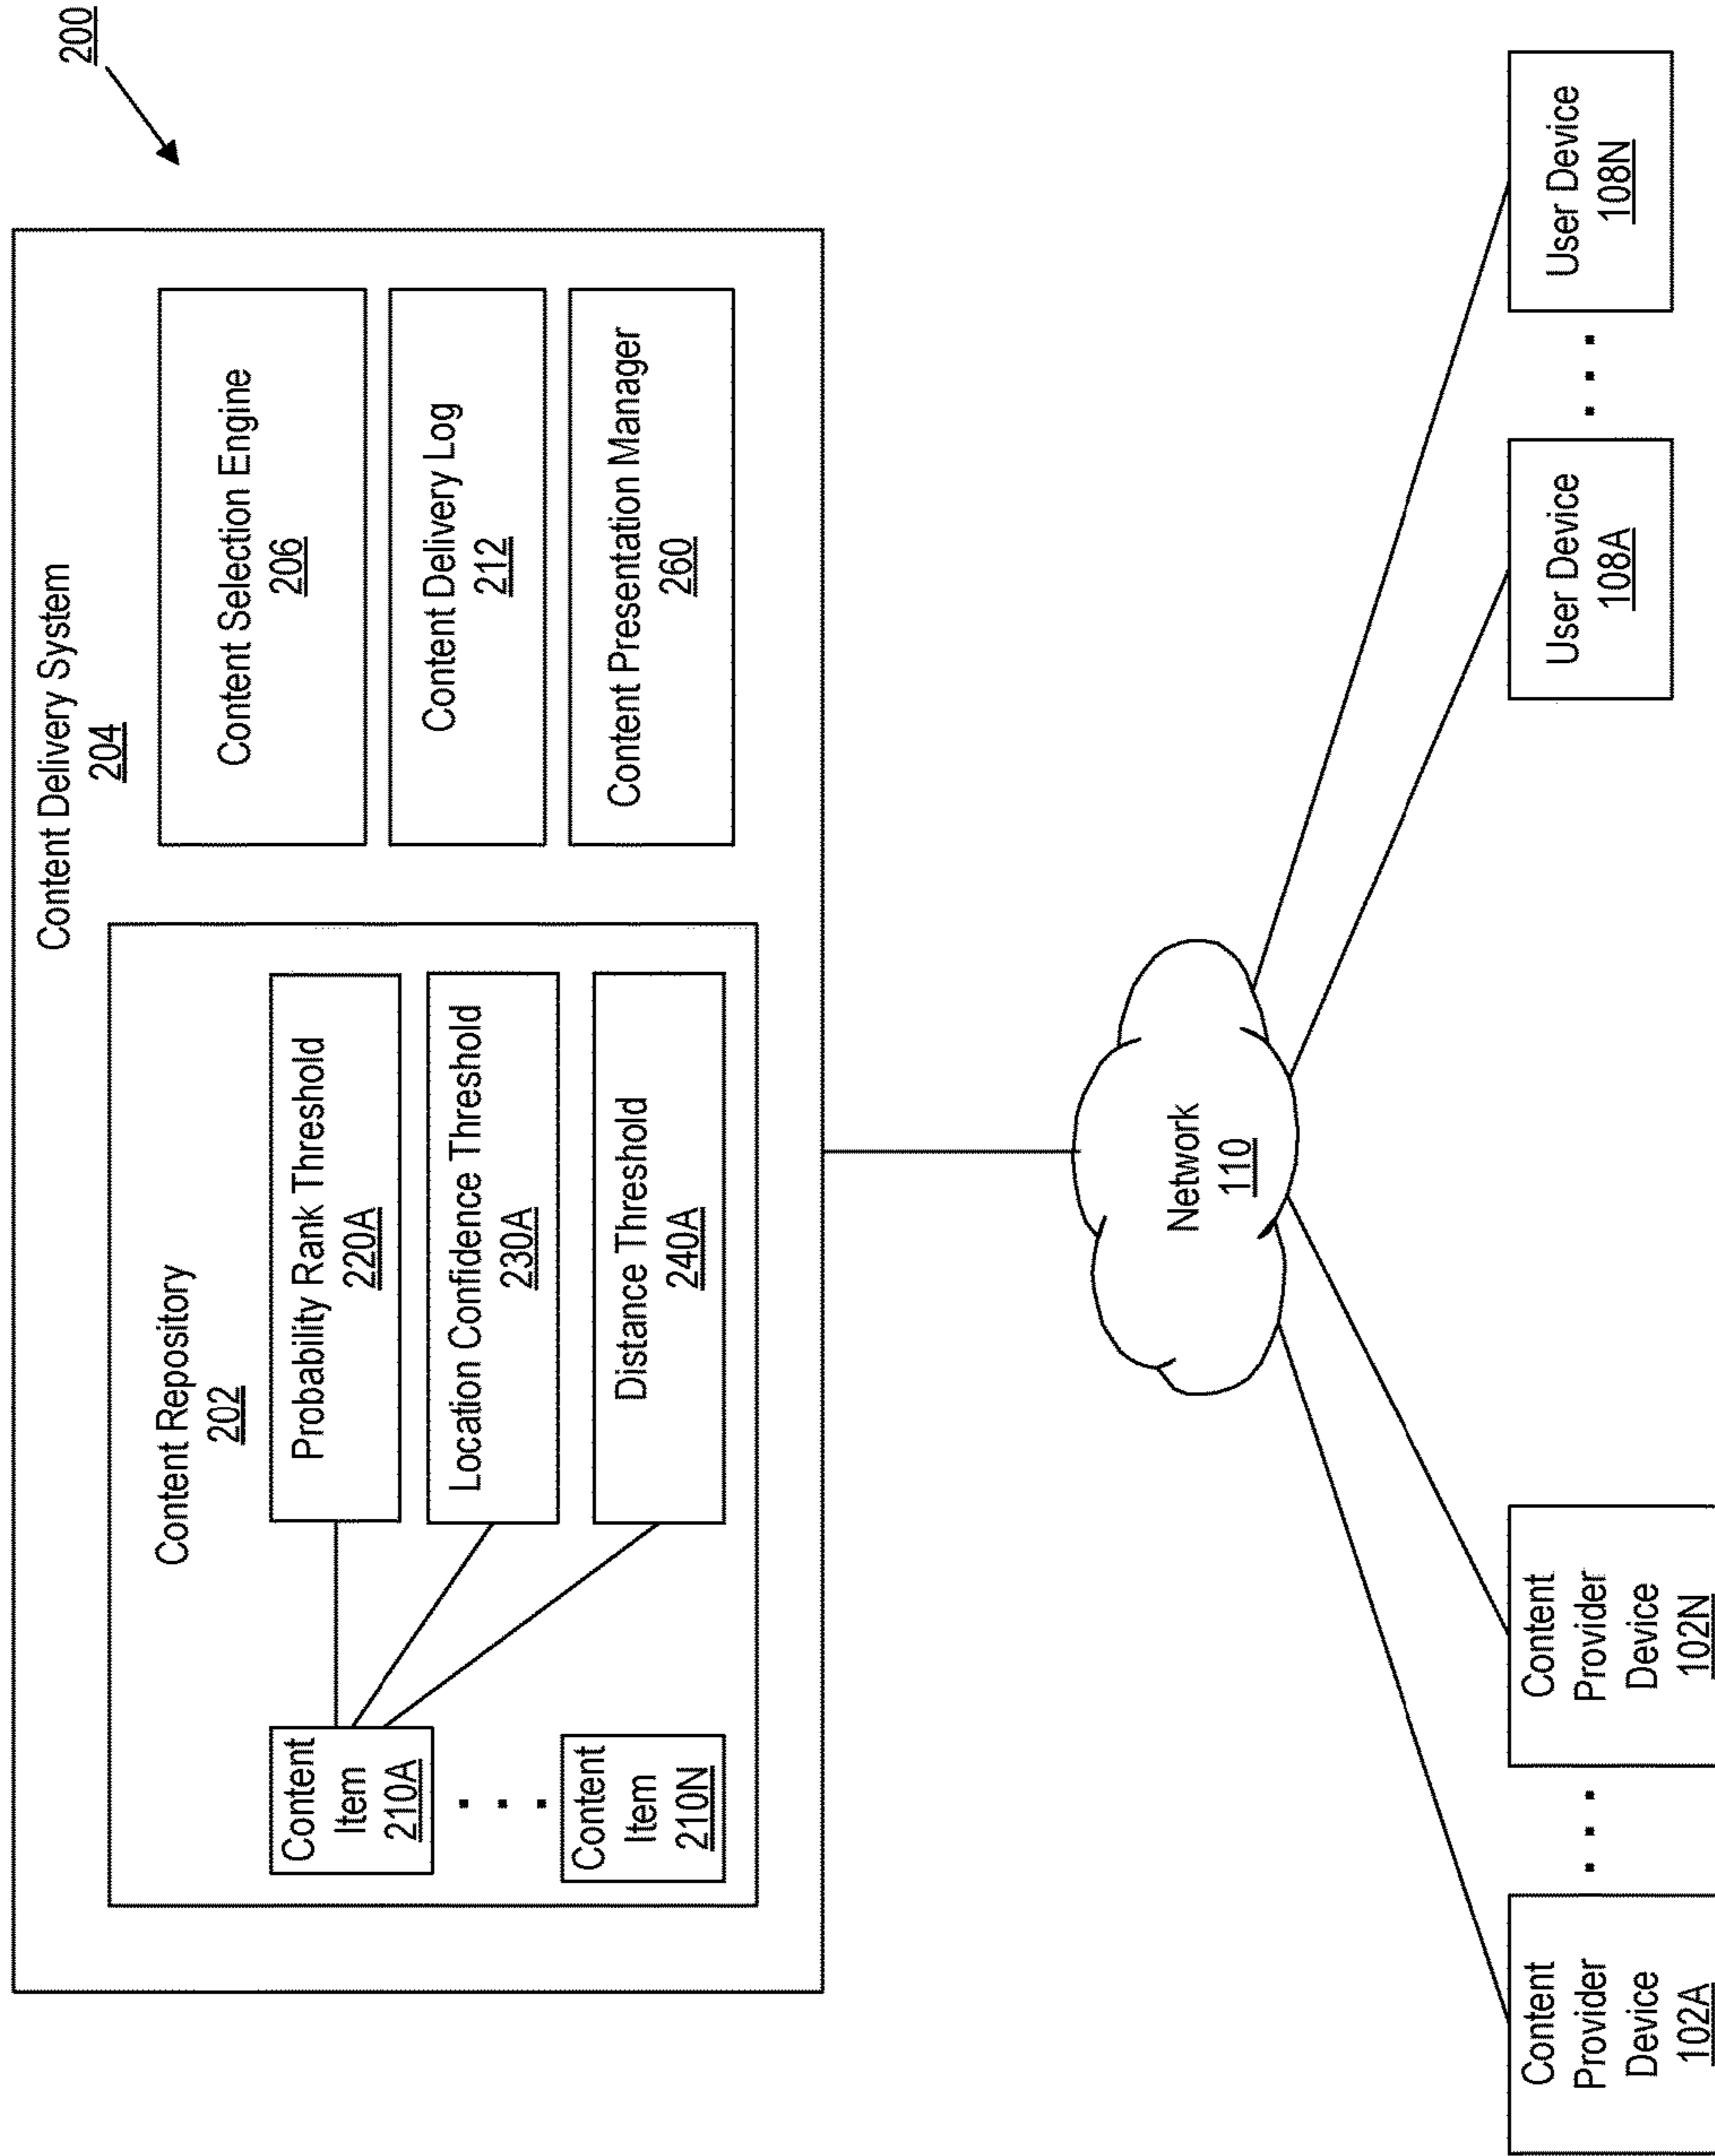 200
Content Delivery System
204
Content Repository
202
Content
Item
210A
Content
Item
210N
Probability Rank Threshold
220A
Location Confidence Threshold
230A
Distance Threshold
240A
Content Selection Engine
206
Content Delivery Log
212
Content Presentation Manager
260
Network
110
Content
Provider
Device
102A
Content
Provider
Device
102N
User Device
108A
User Device
108N